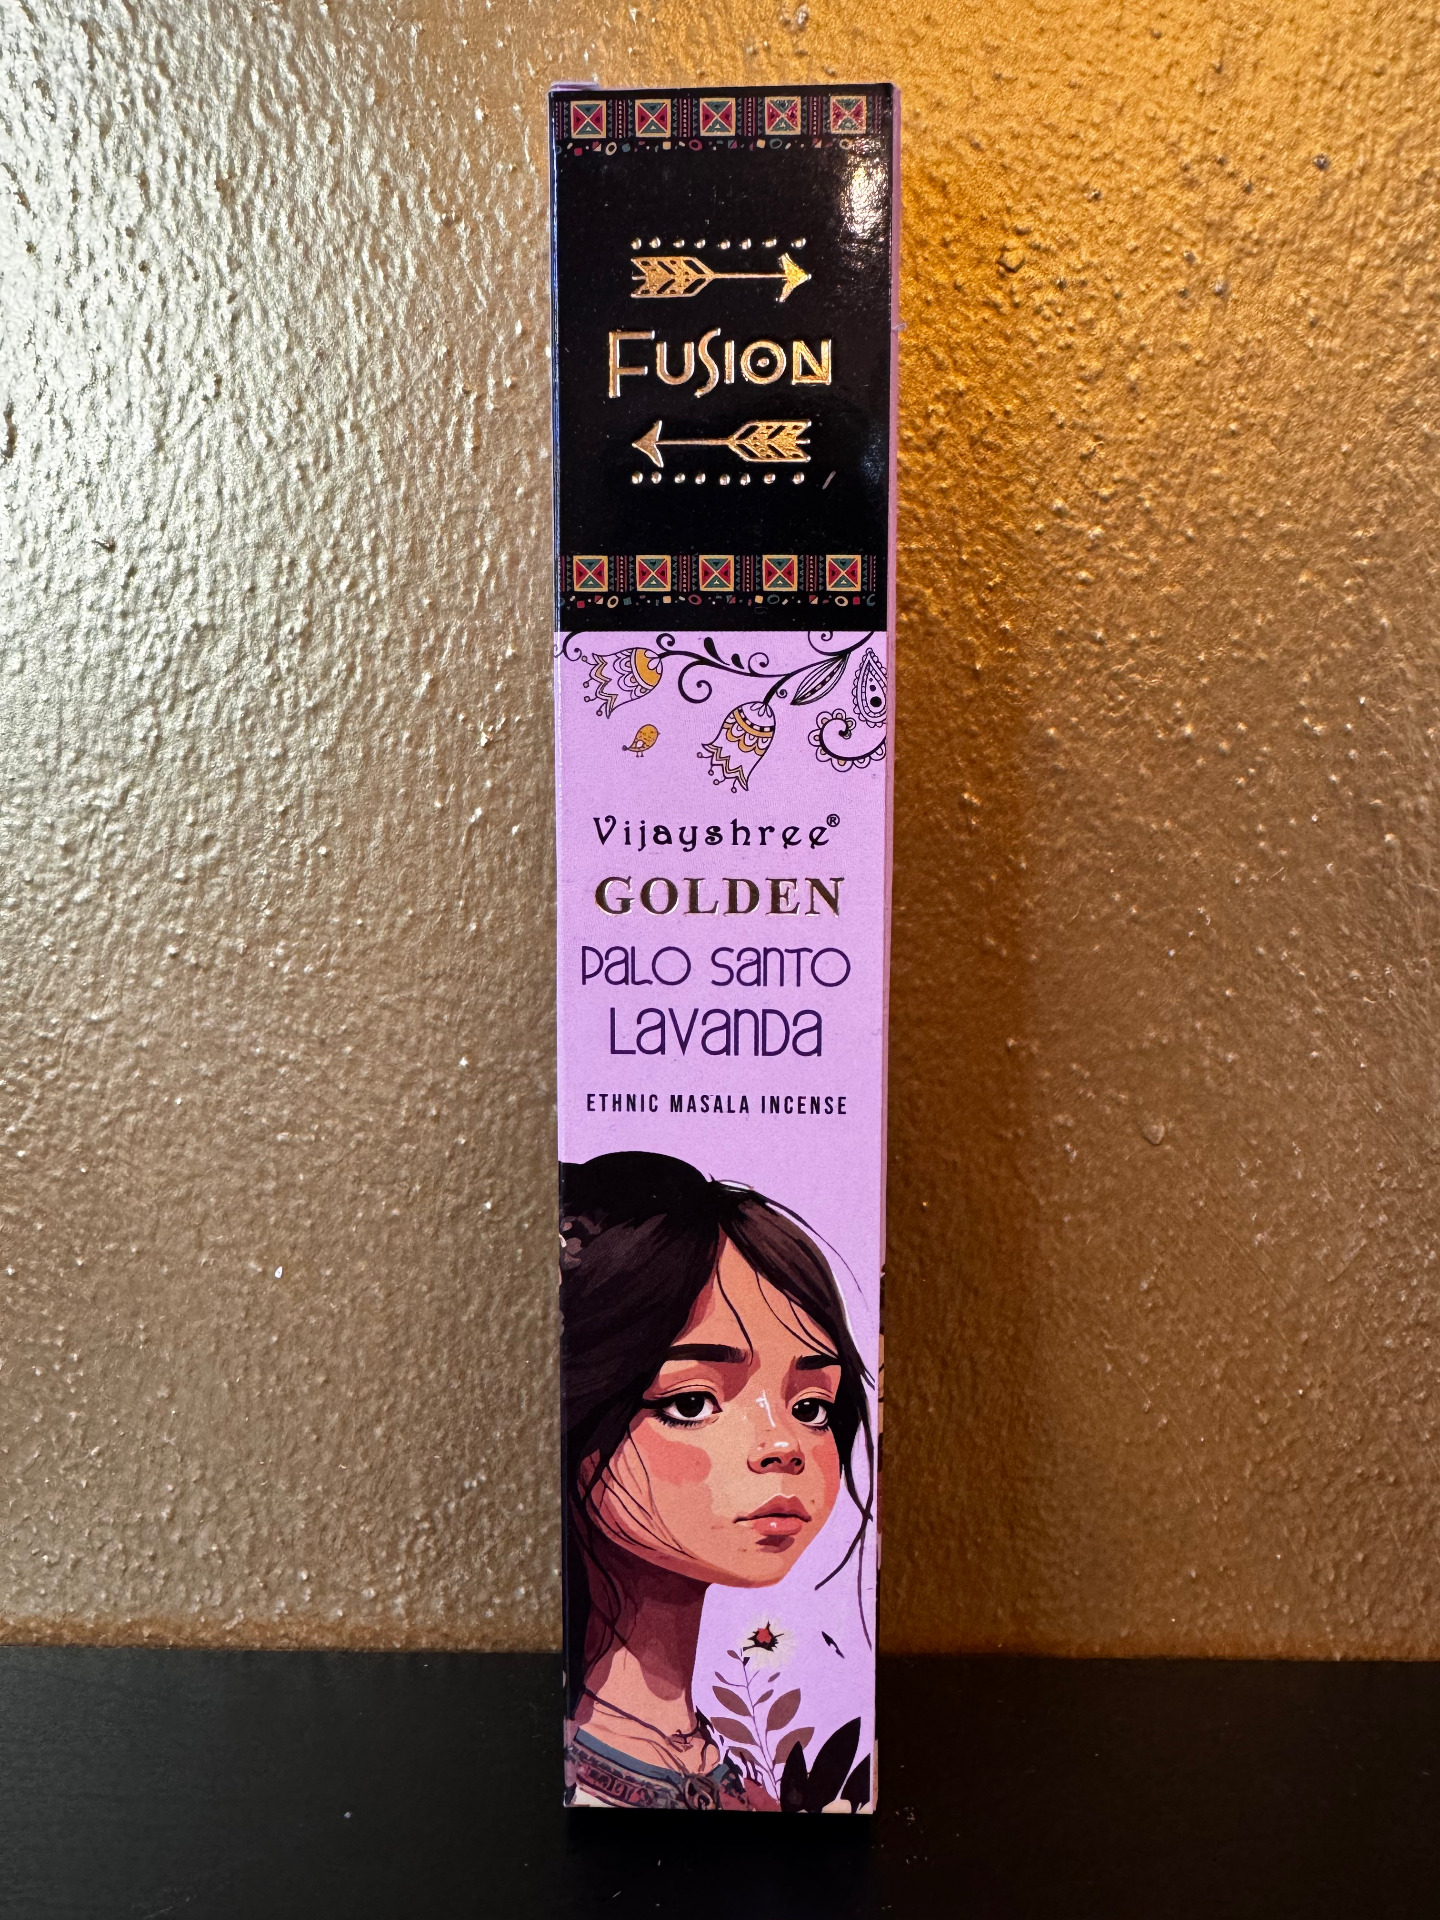 FUSION
Vijayshree®
GOLDEN
PALO SANTO
LAVANDA
ETHNIC MASALA INCENSE